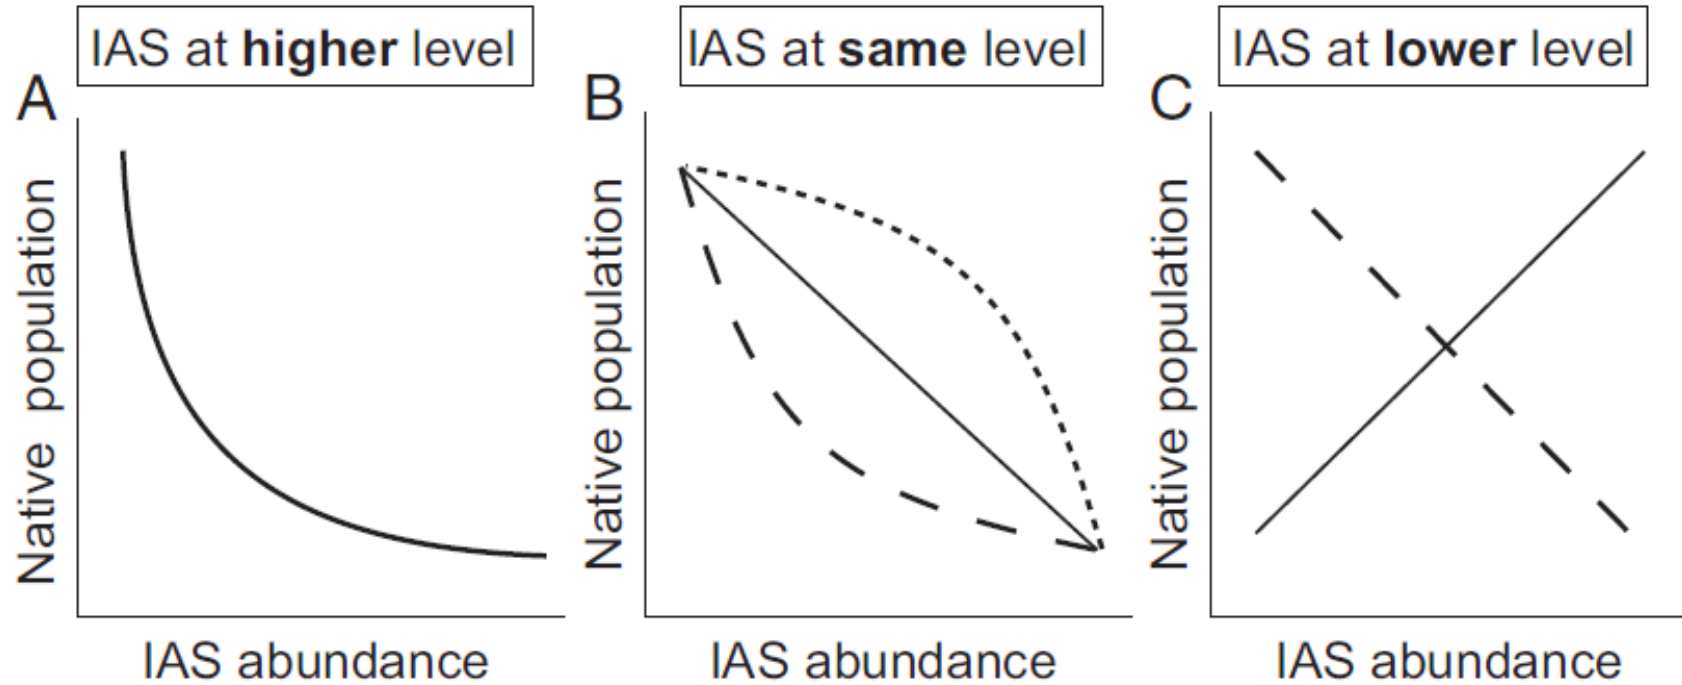 IAS at higher level
IAS at same level
IAS at lower level
A
B
C
Native population
Native population
Native population
IAS abundance
IAS abundance
IAS abundance